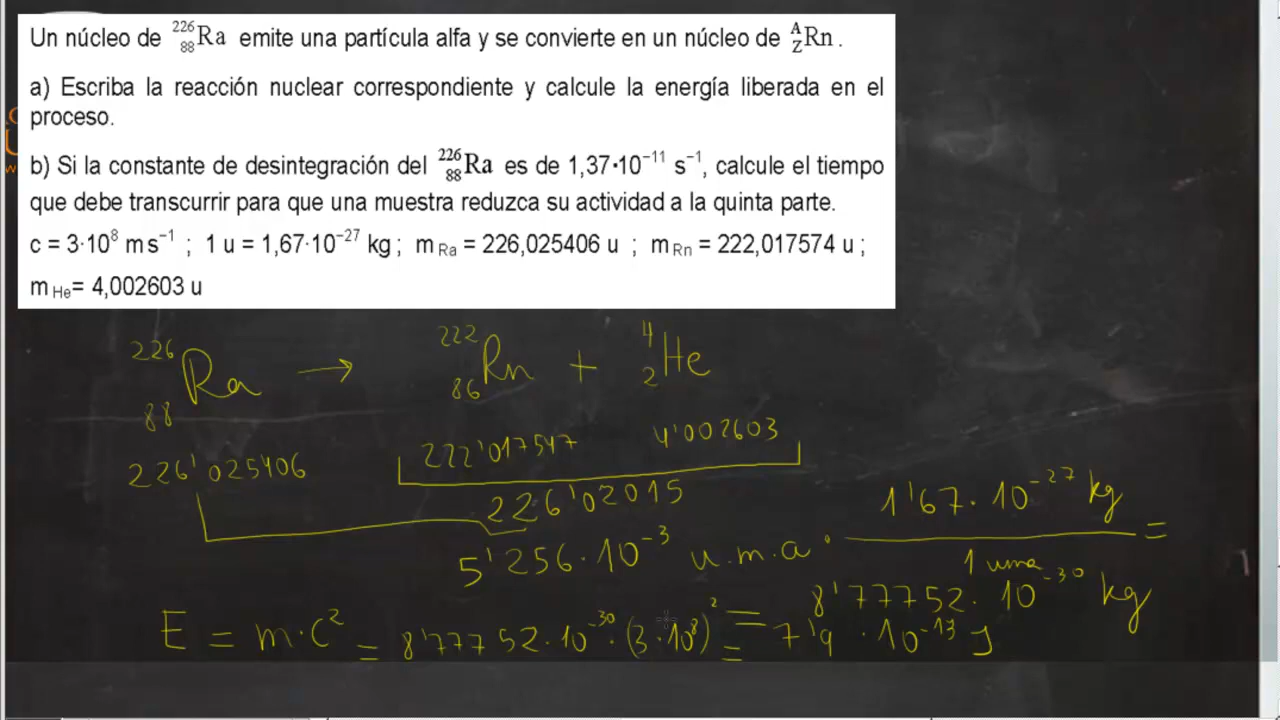 Un núcleo de ²²⁶₈₈Ra emite una partícula alfa y se convierte en un núcleo de ᴬ_ZRn.
a) Escriba la reacción nuclear correspondiente y calcule la energía liberada en el
proceso.
b) Si la constante de desintegración del ²²⁶₈₈Ra es de 1,37·10⁻¹¹ s⁻¹, calcule el tiempo
que debe transcurrir para que una muestra reduzca su actividad a la quinta parte.
c = 3·10⁸ m s⁻¹ ; 1 u = 1,67·10⁻²⁷ kg ; m Ra = 226,025406 u ; m Rn = 222,017574 u ;
m He= 4,002603 u
²²⁶₈₈Ra → ²²²₈₆Rn + ⁴₂He
226'025406 222'017547 4'002603
226'02015
5'256·10⁻³ u.m.a · 1'67·10⁻²⁷ kg / 1 uma =
8'77752·10⁻³⁰ kg
E = m·c² = 8'77752·10⁻³⁰·(3·10⁸)² = 7'9·10⁻¹³ J